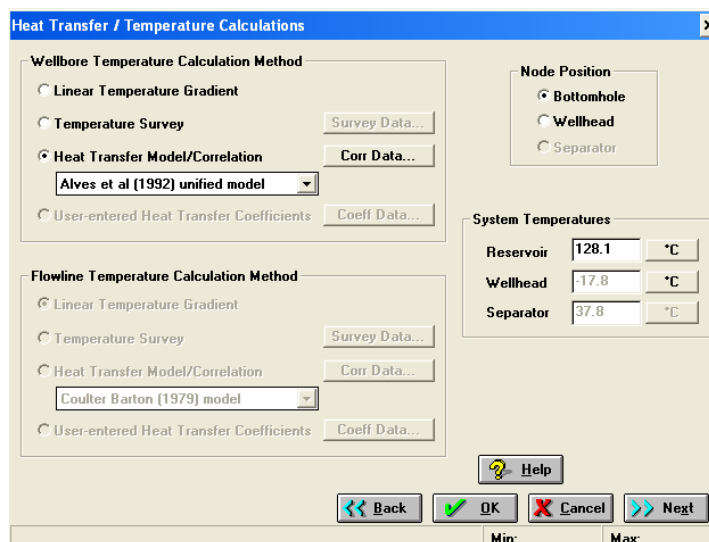 Heat Transfer / Temperature Calculations
Wellbore Temperature Calculation Method
Linear Temperature Gradient
Temperature Survey
Survey Data...
Heat Transfer Model/Correlation
Corr Data...
Alves et al (1992) unified model
User-entered Heat Transfer Coefficients
Coeff Data...
Node Position
Bottomhole
Wellhead
Separator
System Temperatures
Reservoir 128.1 °C
Wellhead -17.8 °C
Separator 37.8 °C
Flowline Temperature Calculation Method
Linear Temperature Gradient
Temperature Survey
Survey Data...
Heat Transfer Model/Correlation
Corr Data...
Coulter Barton (1979) model
User-entered Heat Transfer Coefficients
Coeff Data...
Help
Back
OK
Cancel
Next
Min:
Max: